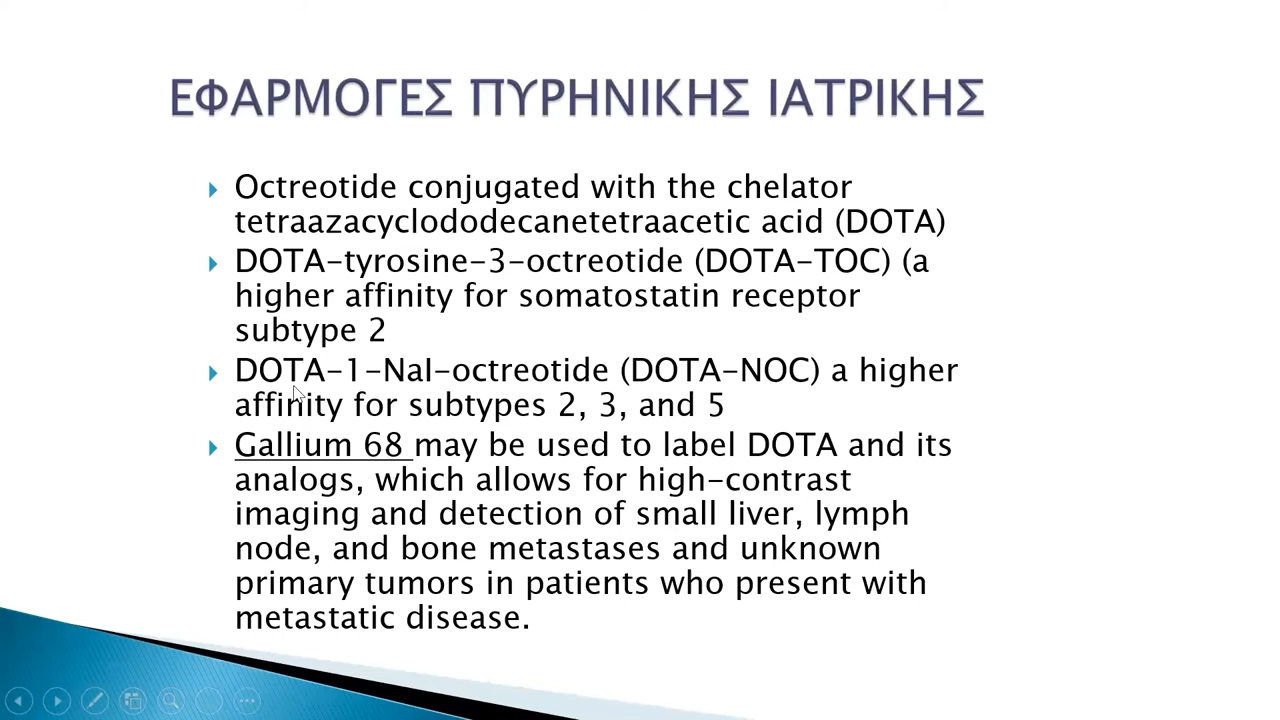 ΕΦΑΡΜΟΓΕΣ ΠΥΡΗΝΙΚΗΣ ΙΑΤΡΙΚΗΣ
Octreotide conjugated with the chelator
tetraazacyclododecanetetraacetic acid (DOTA)
DOTA-tyrosine-3-octreotide (DOTA-TOC) (a
higher affinity for somatostatin receptor
subtype 2
DOTA-1-NaI-octreotide (DOTA-NOC) a higher
affinity for subtypes 2, 3, and 5
Gallium 68 may be used to label DOTA and its
analogs, which allows for high-contrast
imaging and detection of small liver, lymph
node, and bone metastases and unknown
primary tumors in patients who present with
metastatic disease.